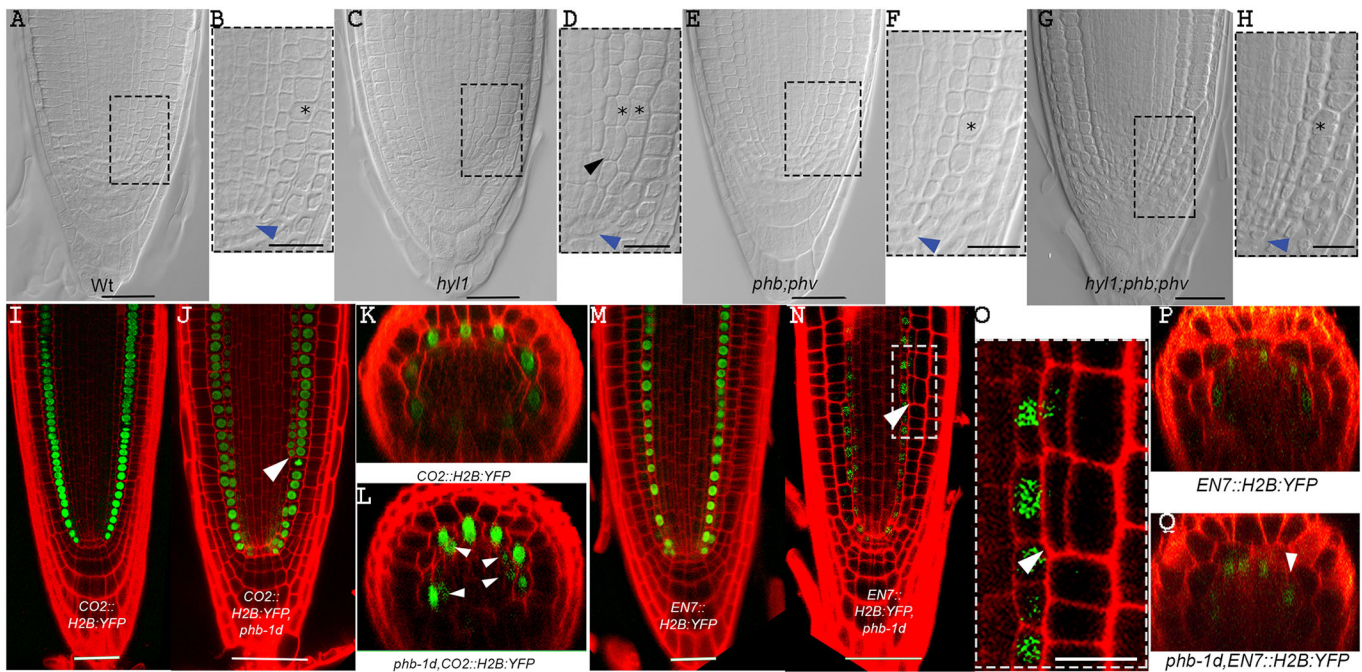 A B C D E F G H
*
* *
*
*
Wt
hyl1
phb;phv
hyl1;phb;phv
I J K L M N O P Q
CO2::
H2B:YFP
CO2::
H2B:YFP,
phb-1d
CO2::H2B:YFP
phb-1d,CO2::H2B:YFP
EN7::
H2B:YFP
EN7::
H2B:YFP,
phb-1d
EN7::H2B:YFP
phb-1d,EN7::H2B:YFP